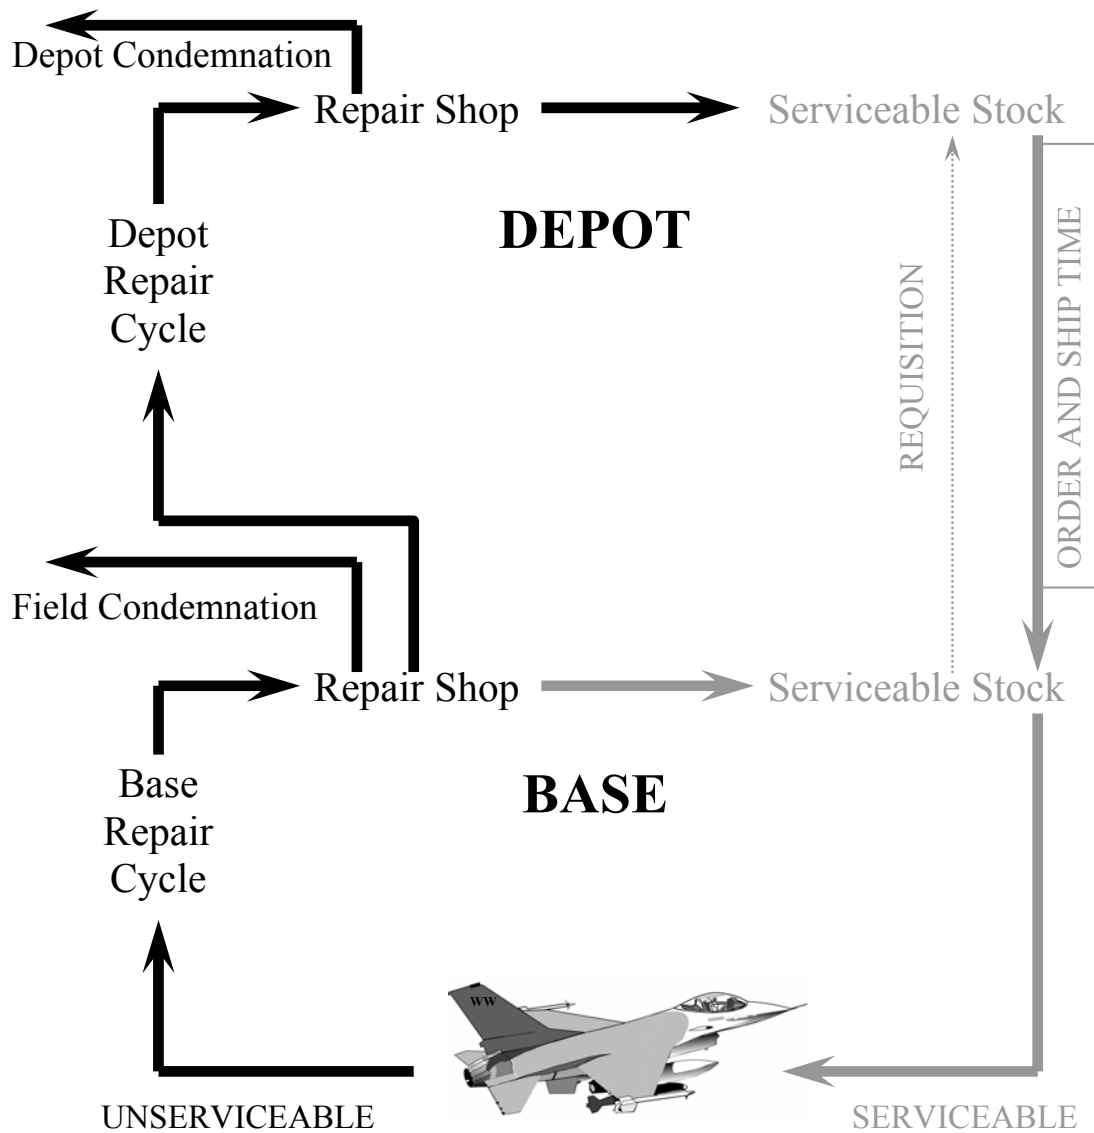 Depot Condemnation
Repair Shop
Serviceable Stock
DEPOT
Depot
Repair
Cycle
REQUISITION
ORDER AND SHIP TIME
Field Condemnation
Repair Shop
Serviceable Stock
BASE
Base
Repair
Cycle
WW
UNSERVICEABLE
SERVICEABLE